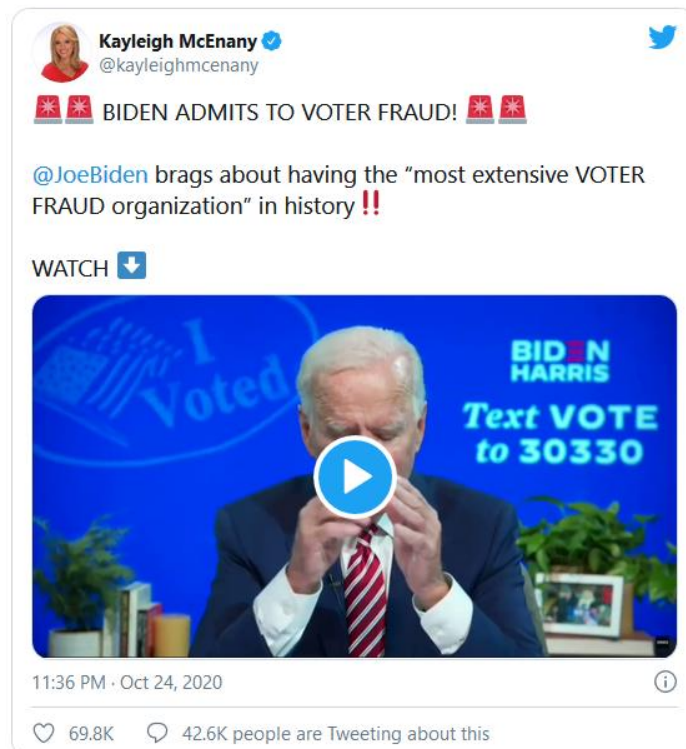 Kayleigh McEnany
@kayleighmcenany
🚨🚨 BIDEN ADMITS TO VOTER FRAUD! 🚨🚨
@JoeBiden brags about having the “most extensive VOTER
FRAUD organization” in history‼️
WATCH ⬇️
I
Voted
BIDEN
HARRIS
Text VOTE
to 30330
11:36 PM · Oct 24, 2020
69.8K 42.6K people are Tweeting about this